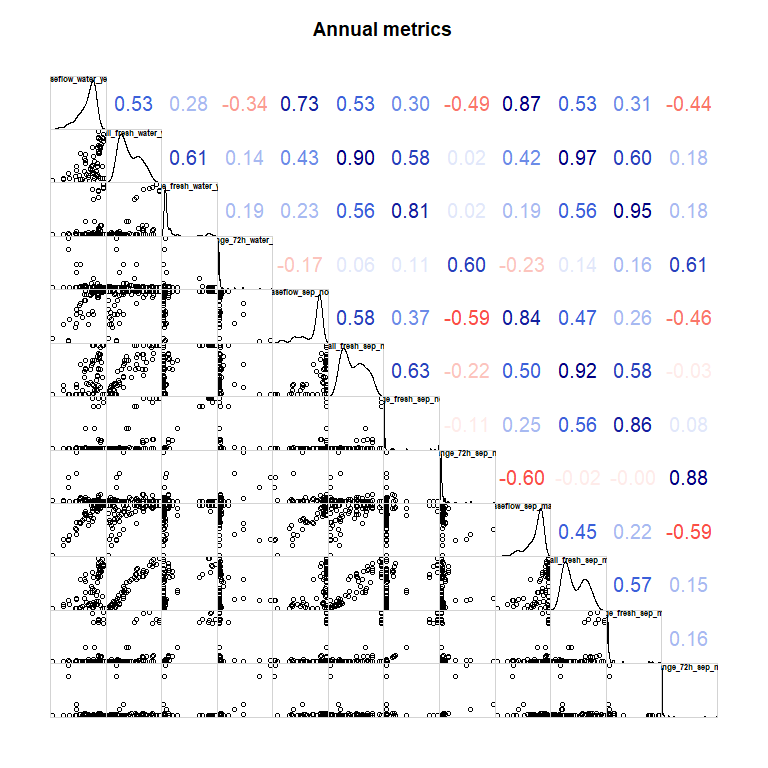 Annual metrics
seflow_water_ye
0.53 0.28 -0.34 0.73 0.53 0.30 -0.49 0.87 0.53 0.31 -0.44
all_fresh_water_
0.61 0.14 0.43 0.90 0.58 0.02 0.42 0.97 0.60 0.18
e_fresh_water_y
0.19 0.23 0.56 0.81 0.02 0.19 0.56 0.95 0.18
nge_72h_water_
-0.17 0.06 0.11 0.60 -0.23 0.14 0.16 0.61
seflow_sep_no
0.58 0.37 -0.59 0.84 0.47 0.26 -0.46
all_fresh_sep_n
0.63 -0.22 0.50 0.92 0.58 -0.03
ge_fresh_sep_no
-0.11 0.25 0.56 0.86 0.08
nge_72h_sep_n
-0.60 -0.02 -0.00 0.88
seflow_sep_ma
0.45 0.22 -0.59
all_fresh_sep_m
0.57 0.15
ge_fresh_sep_m
0.16
nge_72h_sep_m